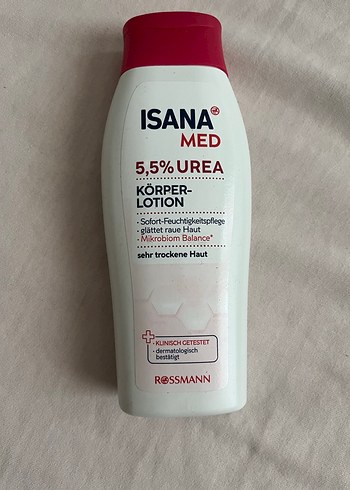 ISANA
MED
5,5% UREA
KÖRPER-
LOTION
· Sofort-Feuchtigkeitspflege
· glättet raue Haut
· Mikrobiom Balance*
sehr trockene Haut
· KLINISCH GETESTET
· dermatologisch
bestätigt
ROSSMANN